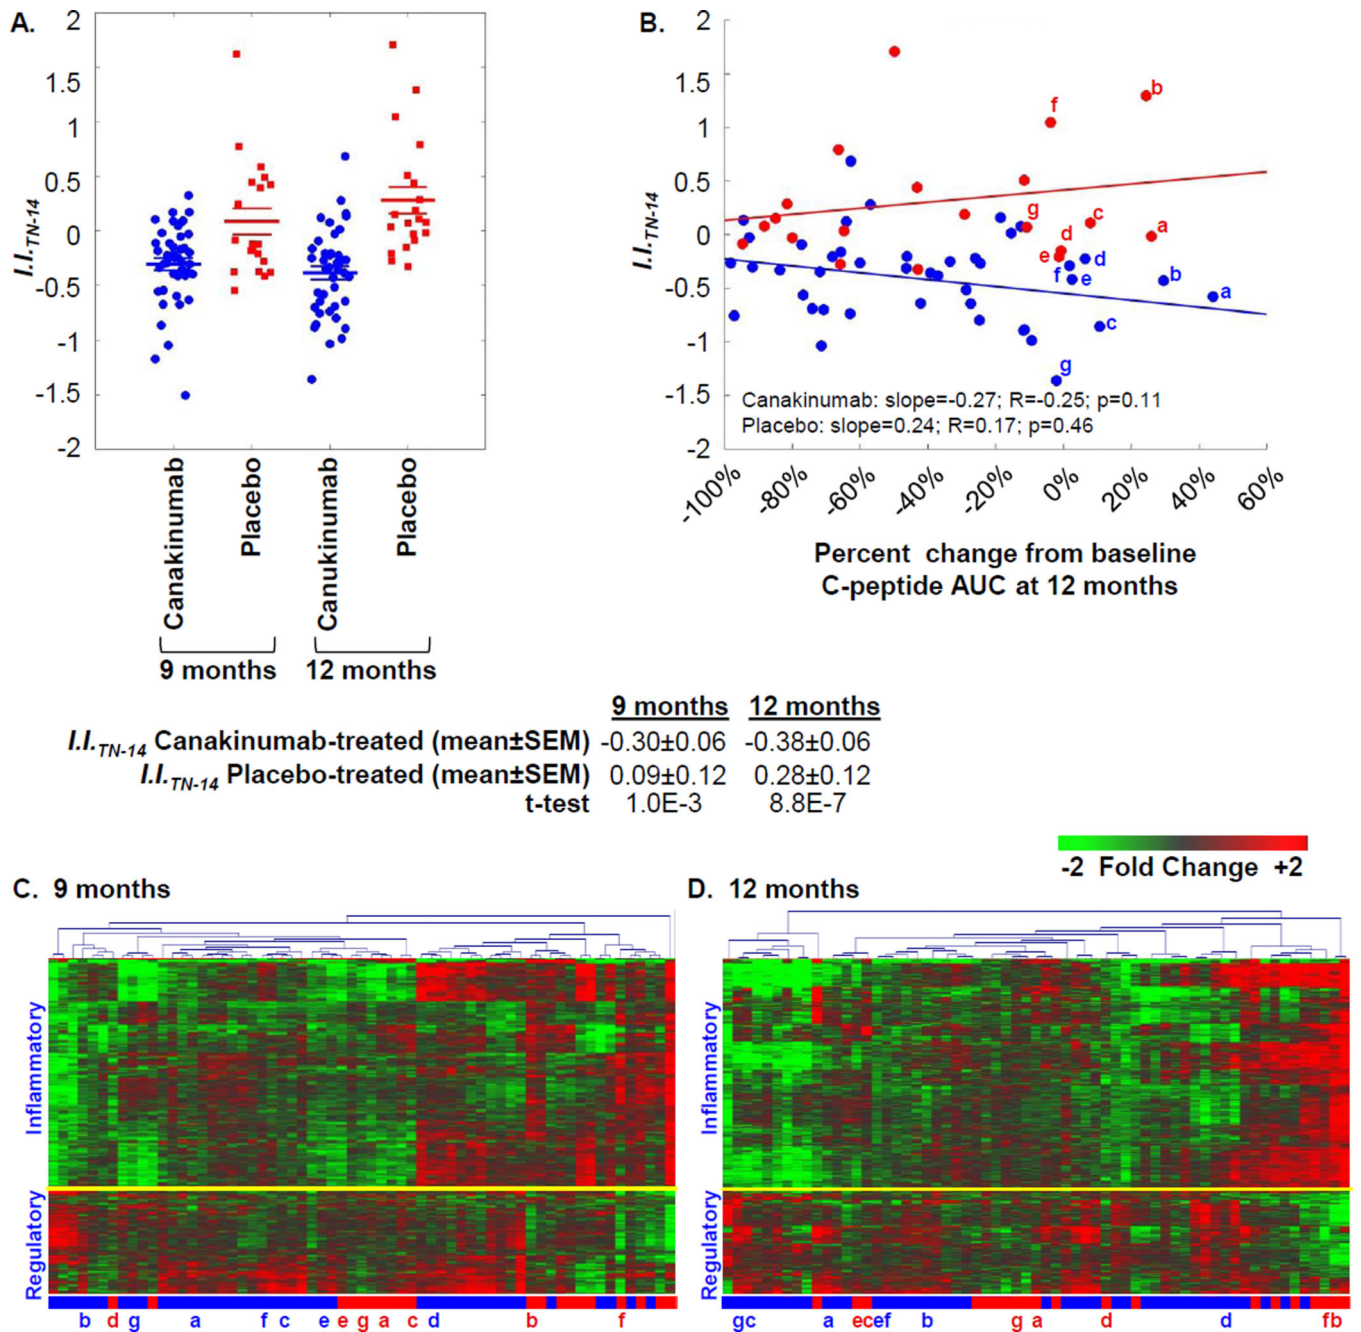 A.
2
1.5
1
0.5
0
-0.5
-1
-1.5
-2
I.I.TN-14
Canakinumab
Placebo
Canukinumab
Placebo
9 months
12 months
B.
2
1.5
1
0.5
0
-0.5
-1
-1.5
-2
I.I.TN-14
b
f
g
c
a
d
e
d
f
e
b
a
c
g
Canakinumab: slope=-0.27; R=-0.25; p=0.11
Placebo: slope=0.24; R=0.17; p=0.46
-100% -80% -60% -40% -20% 0% 20% 40% 60%
Percent change from baseline
C-peptide AUC at 12 months
9 months 12 months
I.I.TN-14 Canakinumab-treated (mean±SEM) -0.30±0.06 -0.38±0.06
I.I.TN-14 Placebo-treated (mean±SEM) 0.09±0.12 0.28±0.12
t-test 1.0E-3 8.8E-7
-2 Fold Change +2
C. 9 months
Inflammatory
Regulatory
b d g a f c e e g a c d b f
D. 12 months
Inflammatory
Regulatory
gc a ecef b g a d d fb